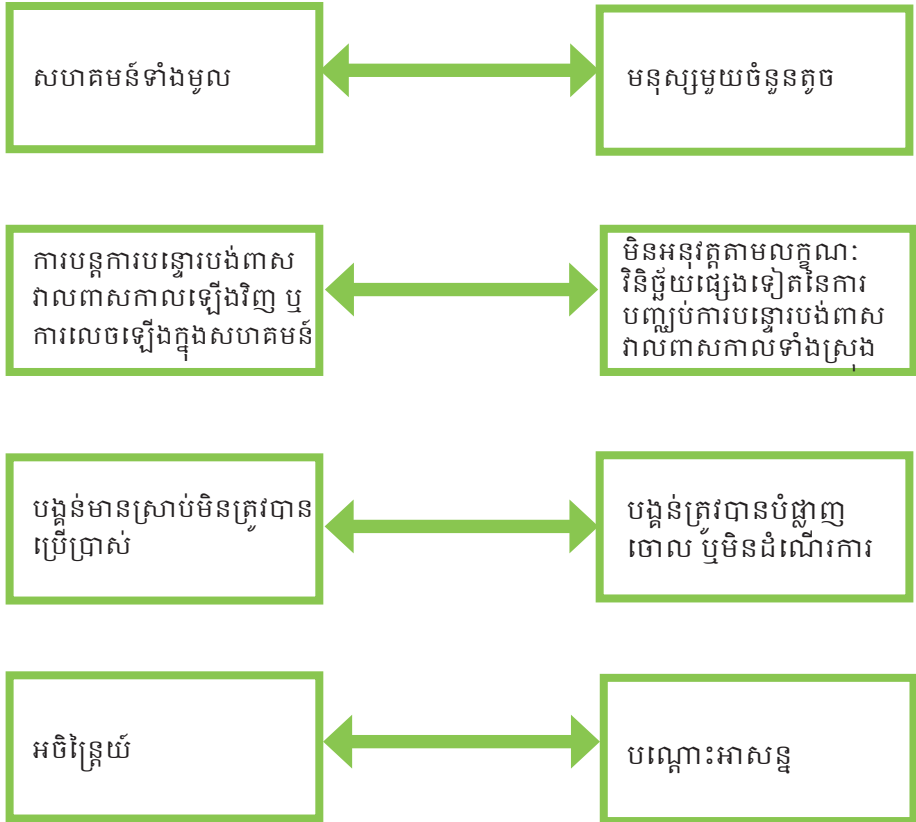 សហគមន៍ទាំងមូល
មនុស្សមួយចំនួនតូច
ការបន្តការបន្ទោរបង់ពាស
វាលពាសកាលឡើងវិញ ឬ
ការលេចឡើងក្នុងសហគមន៍
មិនអនុវត្តតាមលក្ខណៈ
វិនិច្ឆ័យផ្សេងទៀតនៃការ
បញ្ឈប់ការបន្ទោរបង់ពាស
វាលពាសកាលទាំងស្រុង
បង្គន់មានស្រាប់មិនត្រូវបាន
ប្រើប្រាស់
បង្គន់ត្រូវបានបំផ្លាញ
ចោល ឬមិនដំណើរការ
អចិន្ត្រៃយ៍
បណ្តោះអាសន្ន